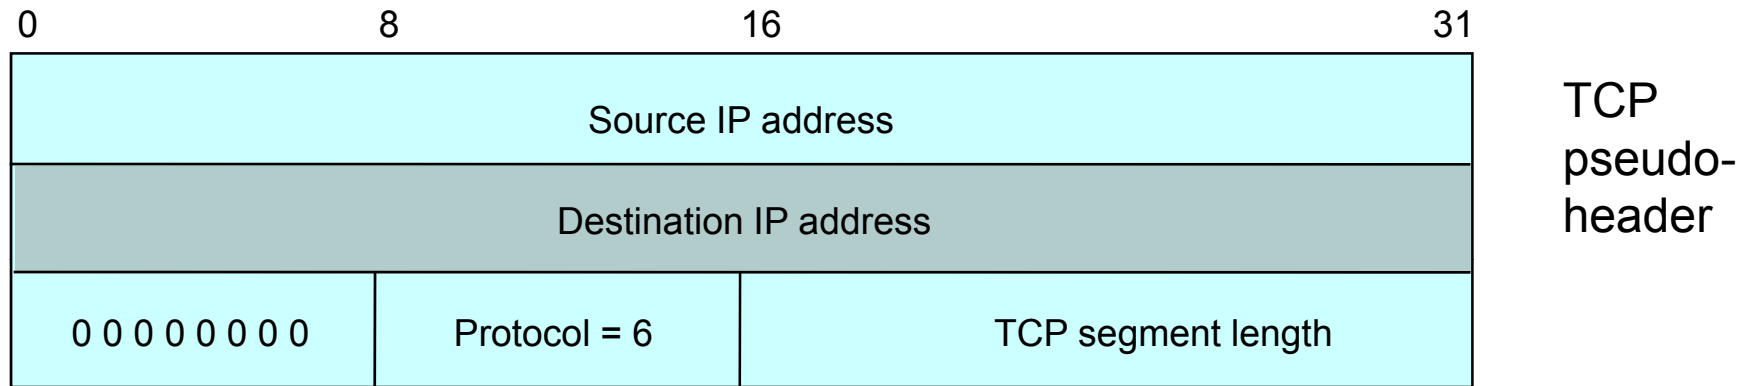 0 8 16 31
Source IP address
Destination IP address
0 0 0 0 0 0 0 0 Protocol = 6 TCP segment length
TCP
pseudo-
header